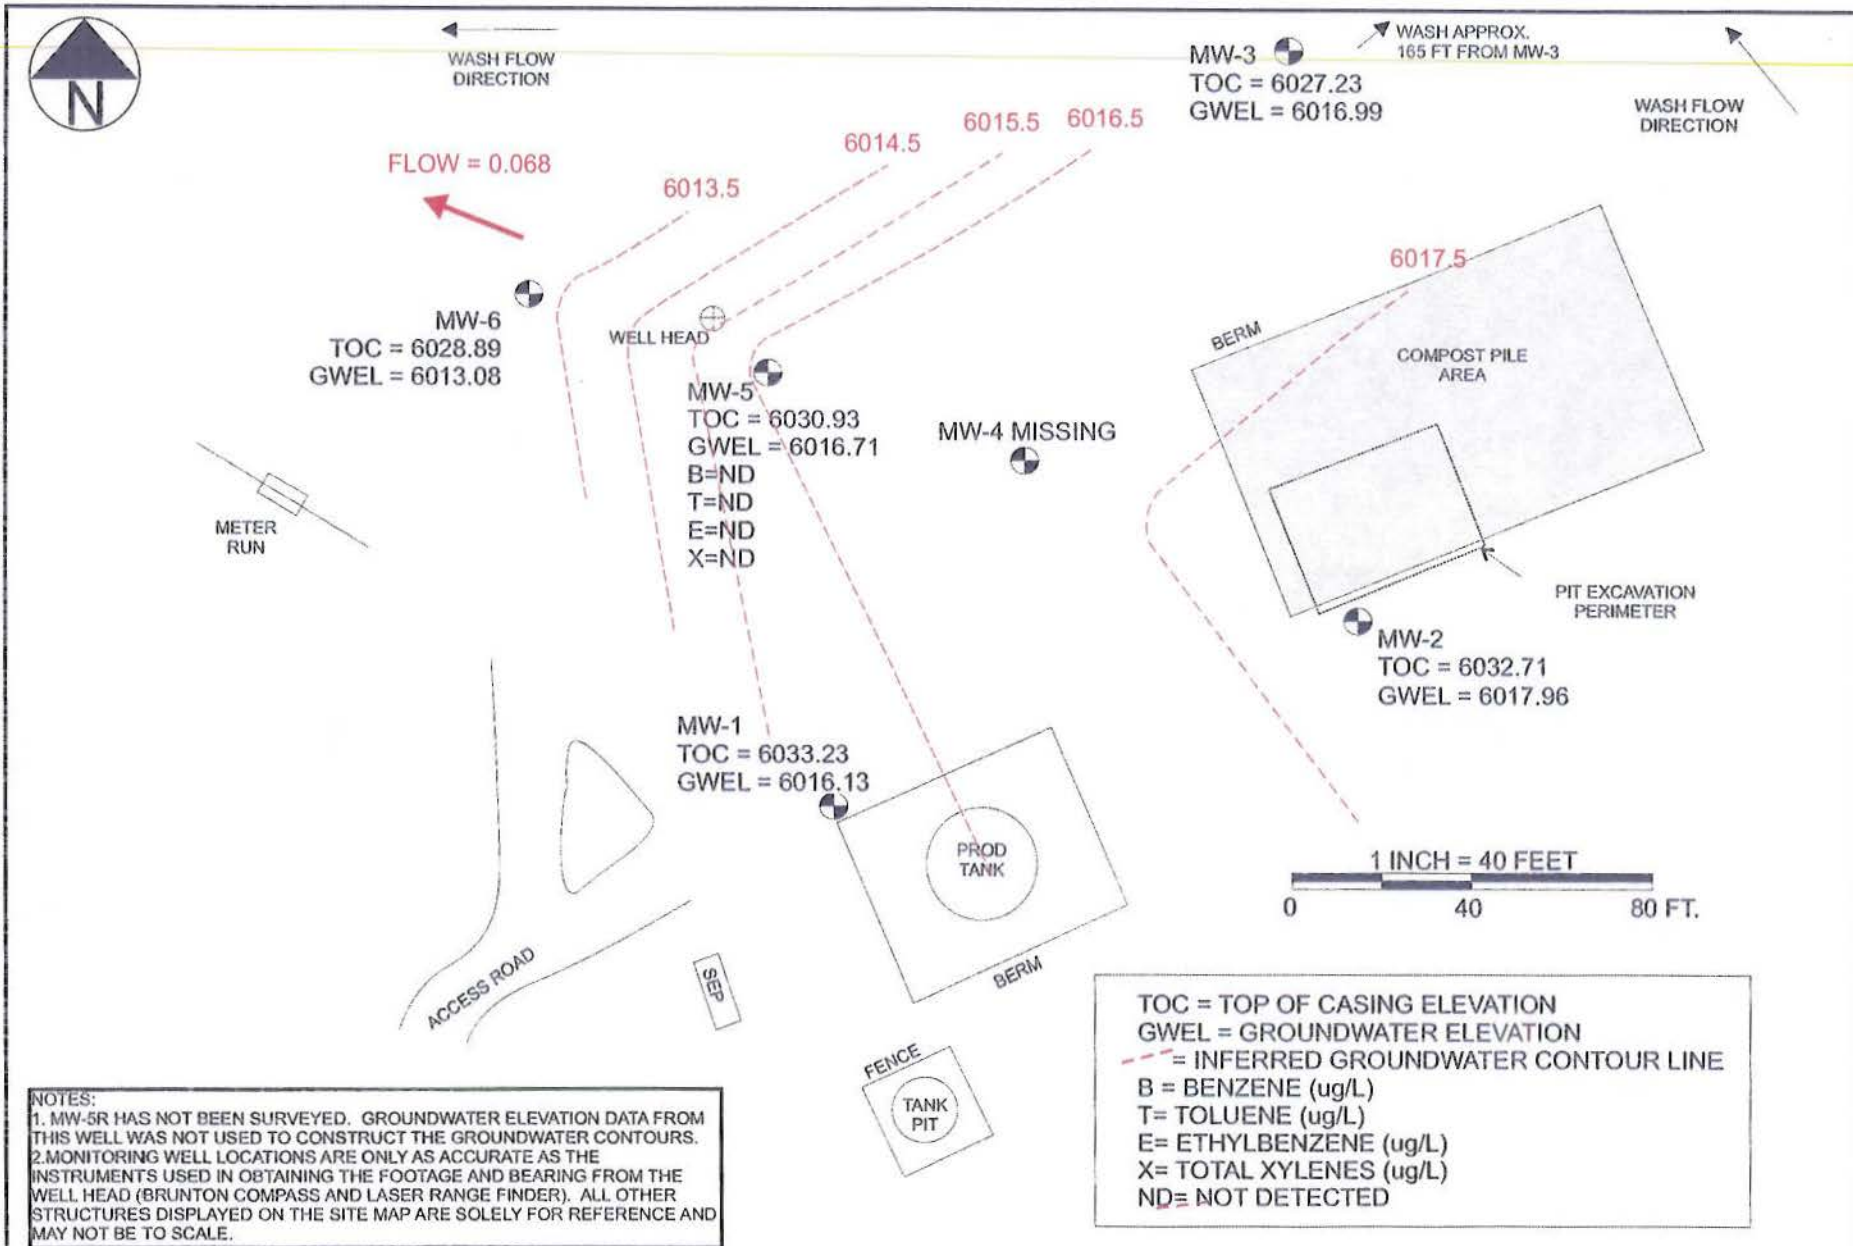 N
WASH FLOW
DIRECTION
MW-3
TOC = 6027.23
GWEL = 6016.99
WASH APPROX.
165 FT FROM MW-3
WASH FLOW
DIRECTION
FLOW = 0.068
6013.5
6014.5
6015.5
6016.5
6017.5
MW-6
TOC = 6028.89
GWEL = 6013.08
WELL HEAD
MW-5
TOC = 6030.93
GWEL = 6016.71
B=ND
T=ND
E=ND
X=ND
MW-4 MISSING
BERM
COMPOST PILE
AREA
METER
RUN
PIT EXCAVATION
PERIMETER
MW-2
TOC = 6032.71
GWEL = 6017.96
MW-1
TOC = 6033.23
GWEL = 6016.13
PROD
TANK
BERM
1 INCH = 40 FEET
0 40 80 FT.
ACCESS ROAD
SEP
FENCE
TANK
PIT
TOC = TOP OF CASING ELEVATION
GWEL = GROUNDWATER ELEVATION
= INFERRED GROUNDWATER CONTOUR LINE
B = BENZENE (ug/L)
T= TOLUENE (ug/L)
E= ETHYLBENZENE (ug/L)
X= TOTAL XYLENES (ug/L)
ND= NOT DETECTED
NOTES:
1. MW-5R HAS NOT BEEN SURVEYED. GROUNDWATER ELEVATION DATA FROM
THIS WELL WAS NOT USED TO CONSTRUCT THE GROUNDWATER CONTOURS.
2.MONITORING WELL LOCATIONS ARE ONLY AS ACCURATE AS THE
INSTRUMENTS USED IN OBTAINING THE FOOTAGE AND BEARING FROM THE
WELL HEAD (BRUNTON COMPASS AND LASER RANGE FINDER). ALL OTHER
STRUCTURES DISPLAYED ON THE SITE MAP ARE SOLELY FOR REFERENCE AND
MAY NOT BE TO SCALE.